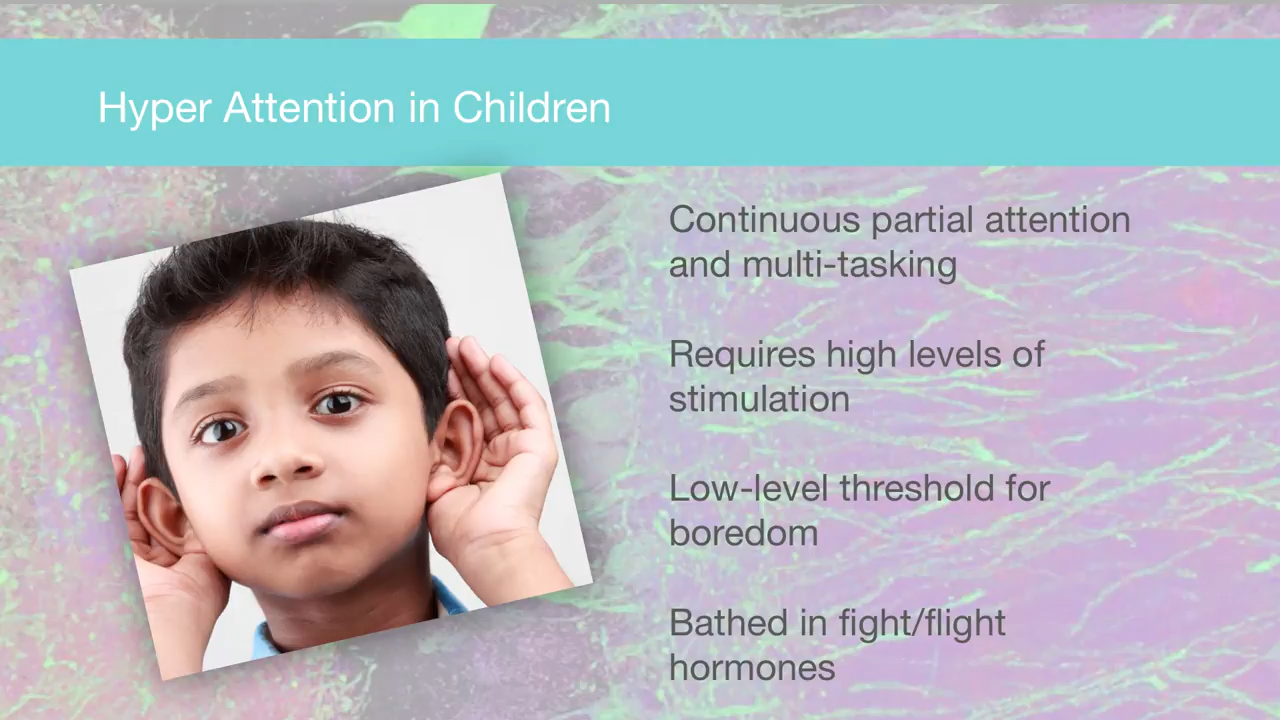 Hyper Attention in Children
Continuous partial attention
and multi-tasking
Requires high levels of
stimulation
Low-level threshold for
boredom
Bathed in fight/flight
hormones